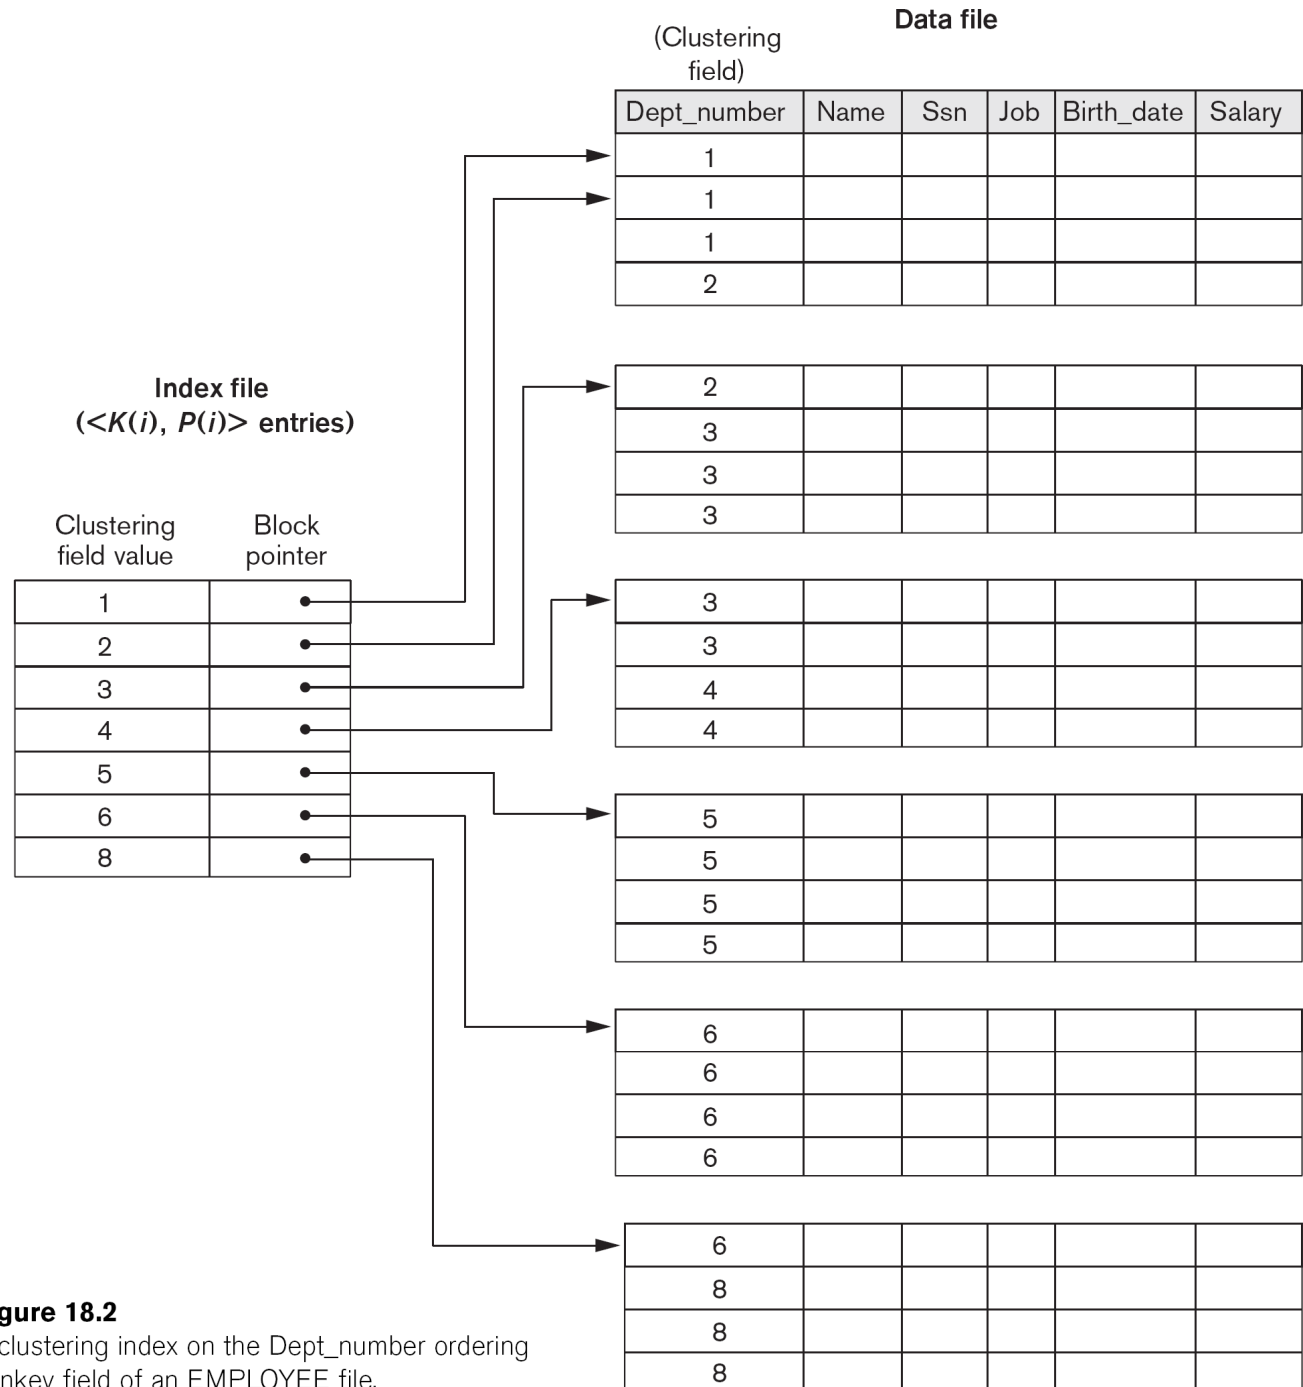 Data file
(Clustering
field)
Dept_number Name Ssn Job Birth_date Salary
1
1
1
2
2
3
3
3
3
3
4
4
5
5
5
5
6
6
6
6
6
8
8
8
Index file
(<K(i), P(i)> entries)
Clustering
field value
Block
pointer
1
2
3
4
5
6
8
gure 18.2
clustering index on the Dept_number ordering
nkey field of an EMPLOYEE file.